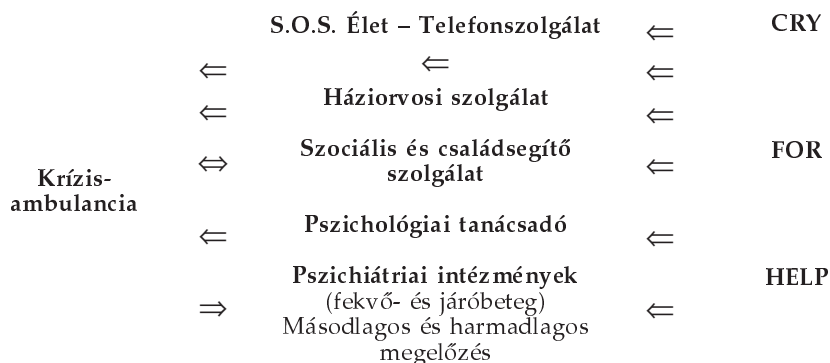 S.O.S. Élet – Telefonszolgálat ⇐ CRY
⇐ ⇐ ⇐
⇐ Háziorvosi szolgálat ⇐
Krízis-
ambulancia
⇔ Szociális és családsegítő
szolgálat ⇐ FOR
⇐ Pszichológiai tanácsadó ⇐
⇒ Pszichiátriai intézmények
(fekvő- és járóbeteg)
Másodlagos és harmadlagos
megelőzés ⇐ HELP